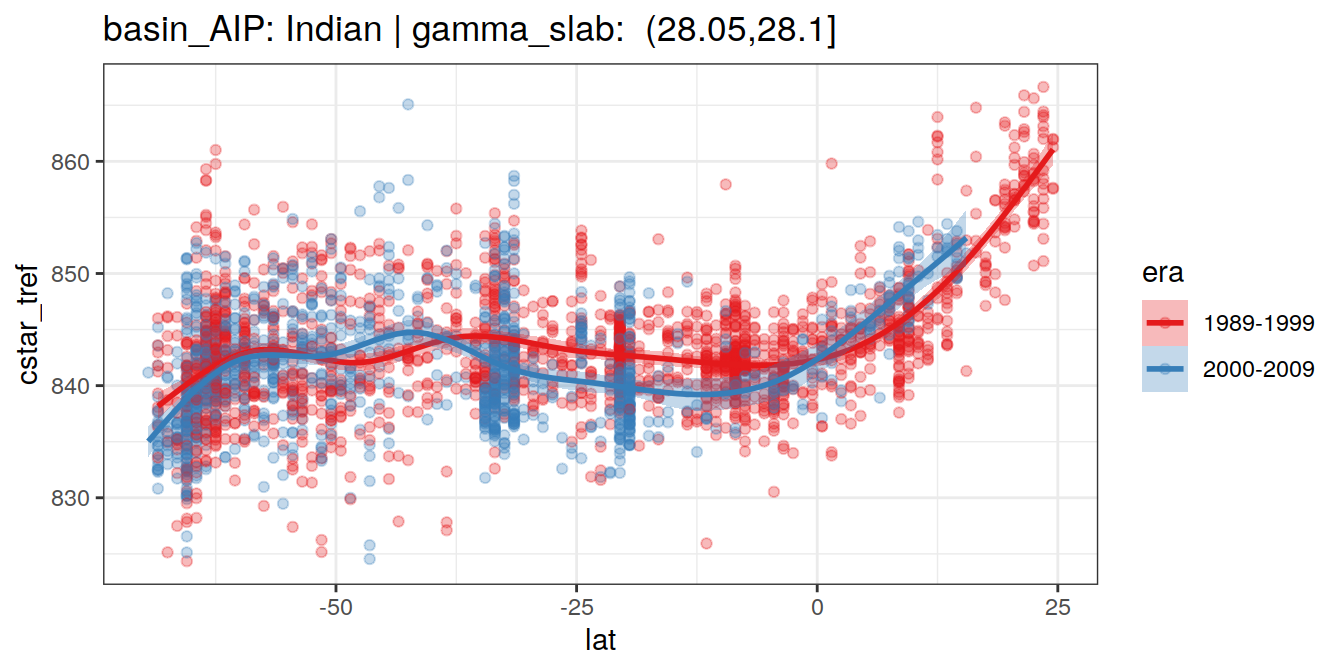 basin_AIP: Indian | gamma_slab:  (28.05,28.1]
cstar_tref
860
850
840
830
-50
-25
0
25
lat
era
1989-1999
2000-2009